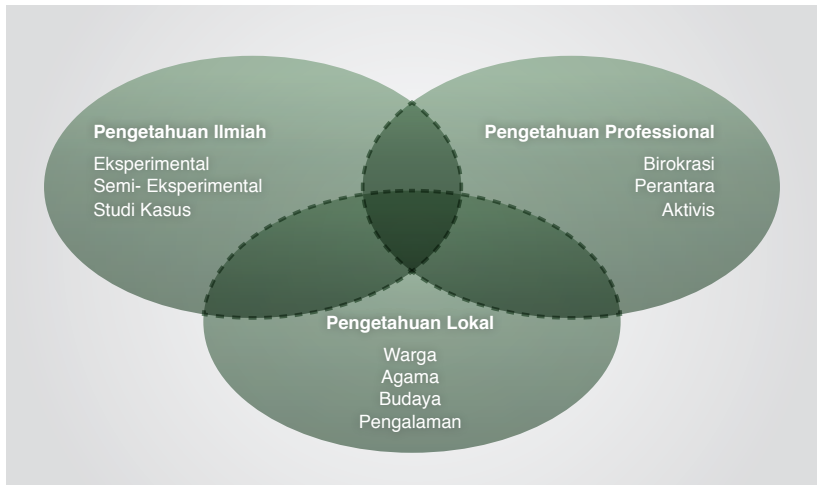 Pengetahuan Ilmiah
Eksperimental
Semi- Eksperimental
Studi Kasus
Pengetahuan Professional
Birokrasi
Perantara
Aktivis
Pengetahuan Lokal
Warga
Agama
Budaya
Pengalaman